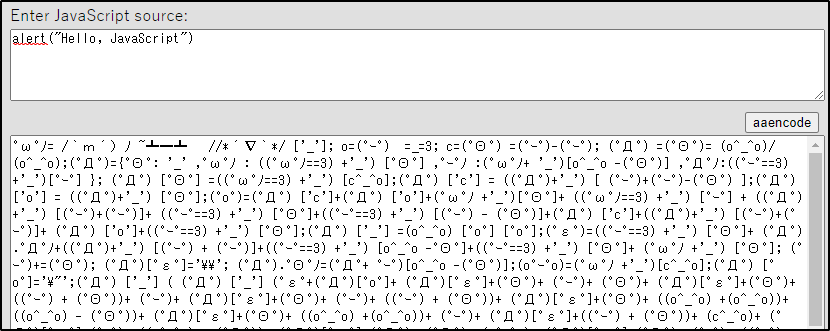 Enter JavaScript source:
alert("Hello, JavaScript")
aaencode
゚ω゚ノ= /｀ｍ´）ノ ~┻━┻   //*´∇｀*/ ['_']; o=(゚ｰ゚)  =_=3; c=(゚Θ゚) =(゚ｰ゚)-(゚ｰ゚); (゚Д゚) =(゚Θ゚)= (o^_^o)/
(o^_^o);(゚Д゚)={゚Θ゚: '_' ,゚ω゚ノ : ((゚ω゚ノ==3) +'_') [゚Θ゚] ,゚ｰ゚ノ :(゚ω゚ノ+ '_')[o^_^o -(゚Θ゚)] ,゚Д゚ノ:((゚ｰ゚==3)
+'_')[゚ｰ゚] }; (゚Д゚) [゚Θ゚] =((゚ω゚ノ==3) +'_') [c^_^o];(゚Д゚) ['c'] = ((゚Д゚)+'_') [ (゚ｰ゚)+(゚ｰ゚)-(゚Θ゚) ];(゚Д゚)
['o'] = ((゚Д゚)+'_') [゚Θ゚];(゚o゚)=(゚Д゚) ['c']+(゚Д゚) ['o']+(゚ω゚ノ +'_')[゚Θ゚]+ ((゚ω゚ノ==3) +'_') [゚ｰ゚] + ((゚Д゚)
+'_') [(゚ｰ゚)+(゚ｰ゚)]+ ((゚ｰ゚==3) +'_') [゚Θ゚]+((゚ｰ゚==3) +'_') [(゚ｰ゚) - (゚Θ゚)]+(゚Д゚) ['c']+((゚Д゚)+'_') [(゚ｰ゚)+(゚ｰ
゚)]+ (゚Д゚) ['o']+((゚ｰ゚==3) +'_') [゚Θ゚];(゚Д゚) ['_'] =(o^_^o) [゚o゚] [゚o゚];(゚ε゚)=((゚ｰ゚==3) +'_') [゚Θ゚]+ (゚Д゚)
.゚Д゚ノ+((゚Д゚)+'_') [(゚ｰ゚) + (゚ｰ゚)]+((゚ｰ゚==3) +'_') [o^_^o -゚Θ゚]+((゚ｰ゚==3) +'_') [゚Θ゚]+ (゚ω゚ノ +'_') [゚Θ゚]; (゚
ｰ゚)+=(゚Θ゚); (゚Д゚)[゚ε゚]='\\'; (゚Д゚).゚Θ゚ノ=(゚Д゚+ ゚ｰ゚)[o^_^o -(゚Θ゚)];(o゚ｰ゚o)=(゚ω゚ノ +'_')[c^_^o];(゚Д゚) [゚
o゚]='\"';(゚Д゚) ['_'] ( (゚Д゚) ['_'] (゚ε゚+(゚Д゚)[゚o゚]+ (゚Д゚)[゚ε゚]+(゚Θ゚)+ (゚ｰ゚)+ (゚Θ゚)+ (゚Д゚)[゚ε゚]+(゚Θ゚)+
((゚ｰ゚) + (゚Θ゚))+ (゚ｰ゚)+ (゚Д゚)[゚ε゚]+(゚Θ゚)+ (゚ｰ゚)+ ((゚ｰ゚) + (゚Θ゚))+ (゚Д゚)[゚ε゚]+(゚Θ゚)+ ((o^_^o) +(o^_^o))+
((o^_^o) - (゚Θ゚))+ (゚Д゚)[゚ε゚]+(゚Θ゚)+ ((o^_^o) +(o^_^o))+ (゚ｰ゚)+ (゚Д゚)[゚ε゚]+((゚ｰ゚) + (゚Θ゚))+ (c^_^o)+ (゚